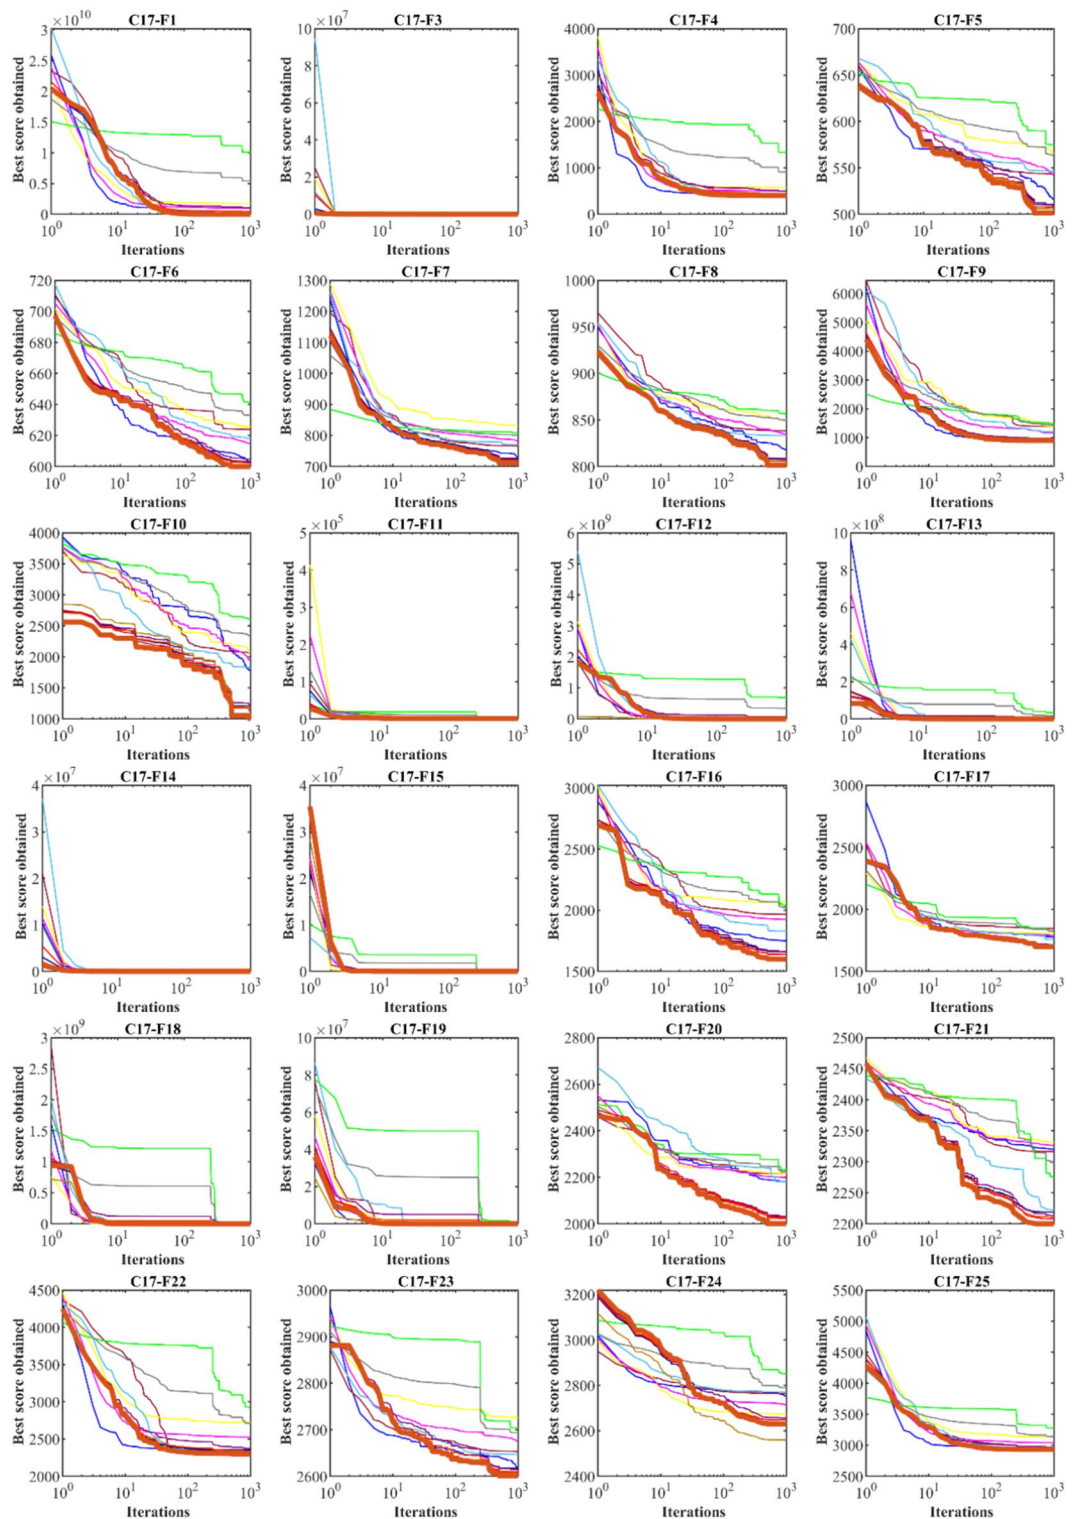 C17-F1
×10^10
3
2.5
2
1.5
1
0.5
0
Best score obtained
10^0 10^1 10^2 10^3
Iterations
C17-F3
×10^7
10
8
6
4
2
0
Best score obtained
10^0 10^1 10^2 10^3
Iterations
C17-F4
4000
3000
2000
1000
0
Best score obtained
10^0 10^1 10^2 10^3
Iterations
C17-F5
700
650
600
550
500
Best score obtained
10^0 10^1 10^2 10^3
Iterations
C17-F6
720
700
680
660
640
620
600
Best score obtained
10^0 10^1 10^2 10^3
Iterations
C17-F7
1300
1200
1100
1000
900
800
700
Best score obtained
10^0 10^1 10^2 10^3
Iterations
C17-F8
1000
950
900
850
800
Best score obtained
10^0 10^1 10^2 10^3
Iterations
C17-F9
6000
5000
4000
3000
2000
1000
0
Best score obtained
10^0 10^1 10^2 10^3
Iterations
C17-F10
4000
3500
3000
2500
2000
1500
1000
Best score obtained
10^0 10^1 10^2 10^3
Iterations
C17-F11
×10^5
5
4
3
2
1
0
Best score obtained
10^0 10^1 10^2 10^3
Iterations
C17-F12
×10^9
6
5
4
3
2
1
0
Best score obtained
10^0 10^1 10^2 10^3
Iterations
C17-F13
×10^8
10
8
6
4
2
0
Best score obtained
10^0 10^1 10^2 10^3
Iterations
C17-F14
×10^7
4
3
2
1
0
Best score obtained
10^0 10^1 10^2 10^3
Iterations
C17-F15
×10^7
4
3
2
1
0
Best score obtained
10^0 10^1 10^2 10^3
Iterations
C17-F16
3000
2500
2000
1500
Best score obtained
10^0 10^1 10^2 10^3
Iterations
C17-F17
3000
2500
2000
1500
Best score obtained
10^0 10^1 10^2 10^3
Iterations
C17-F18
×10^9
3
2.5
2
1.5
1
0.5
0
Best score obtained
10^0 10^1 10^2 10^3
Iterations
C17-F19
×10^7
10
8
6
4
2
0
Best score obtained
10^0 10^1 10^2 10^3
Iterations
C17-F20
2800
2600
2400
2200
2000
Best score obtained
10^0 10^1 10^2 10^3
Iterations
C17-F21
2500
2450
2400
2350
2300
2250
2200
Best score obtained
10^0 10^1 10^2 10^3
Iterations
C17-F22
4500
4000
3500
3000
2500
2000
Best score obtained
10^0 10^1 10^2 10^3
Iterations
C17-F23
3000
2900
2800
2700
2600
Best score obtained
10^0 10^1 10^2 10^3
Iterations
C17-F24
3200
3000
2800
2600
2400
Best score obtained
10^0 10^1 10^2 10^3
Iterations
C17-F25
5500
5000
4500
4000
3500
3000
2500
Best score obtained
10^0 10^1 10^2 10^3
Iterations